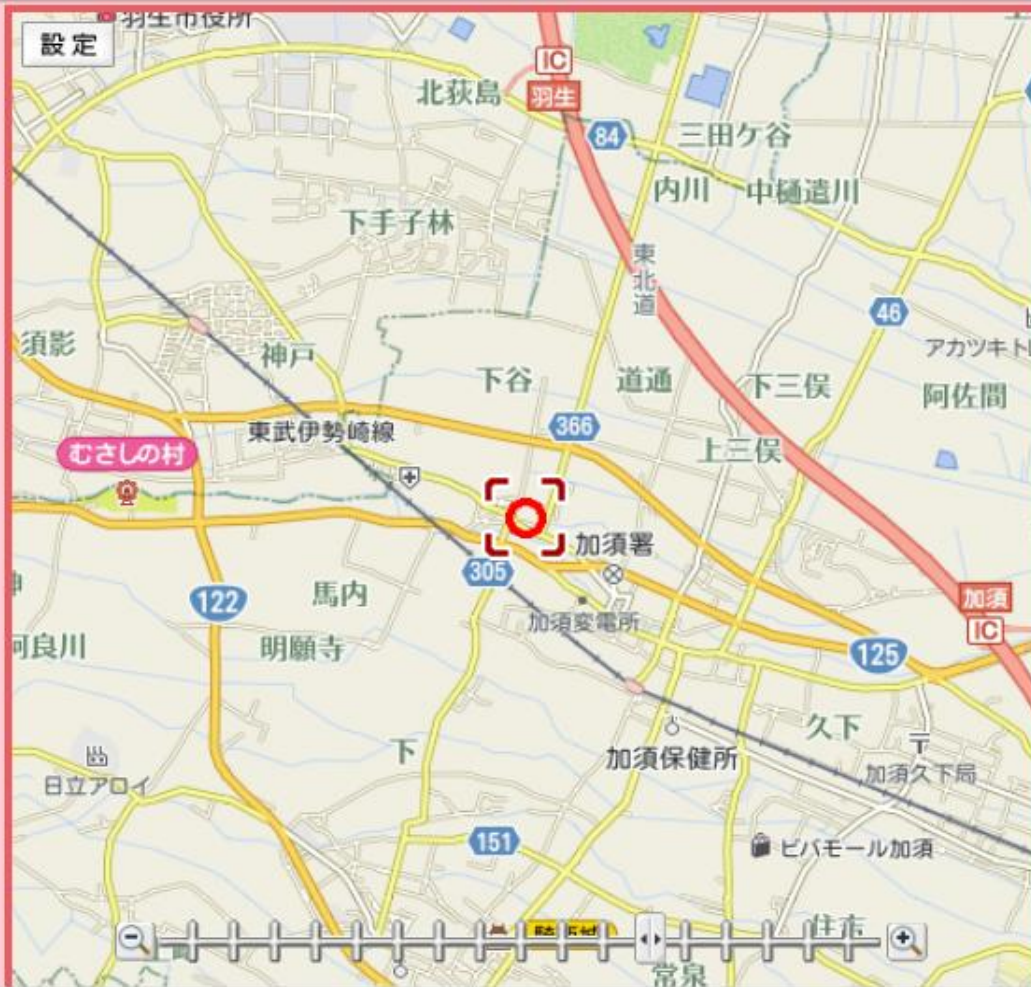 羽生市役所
設定
IC
羽生
北荻島
84
三田ケ谷
内川
中樋遣川
下手子林
東北道
46
須影
神戸
アカツキト
下谷
道通
下三俣
阿佐間
366
東武伊勢崎線
上三俣
むさしの村
加須署
305
122
馬内
加須
IC
加須変電所
明願寺
阿良川
125
久下
下
加須保健所
加須久下局
日立アロイ
151
ビバモール加須
常泉